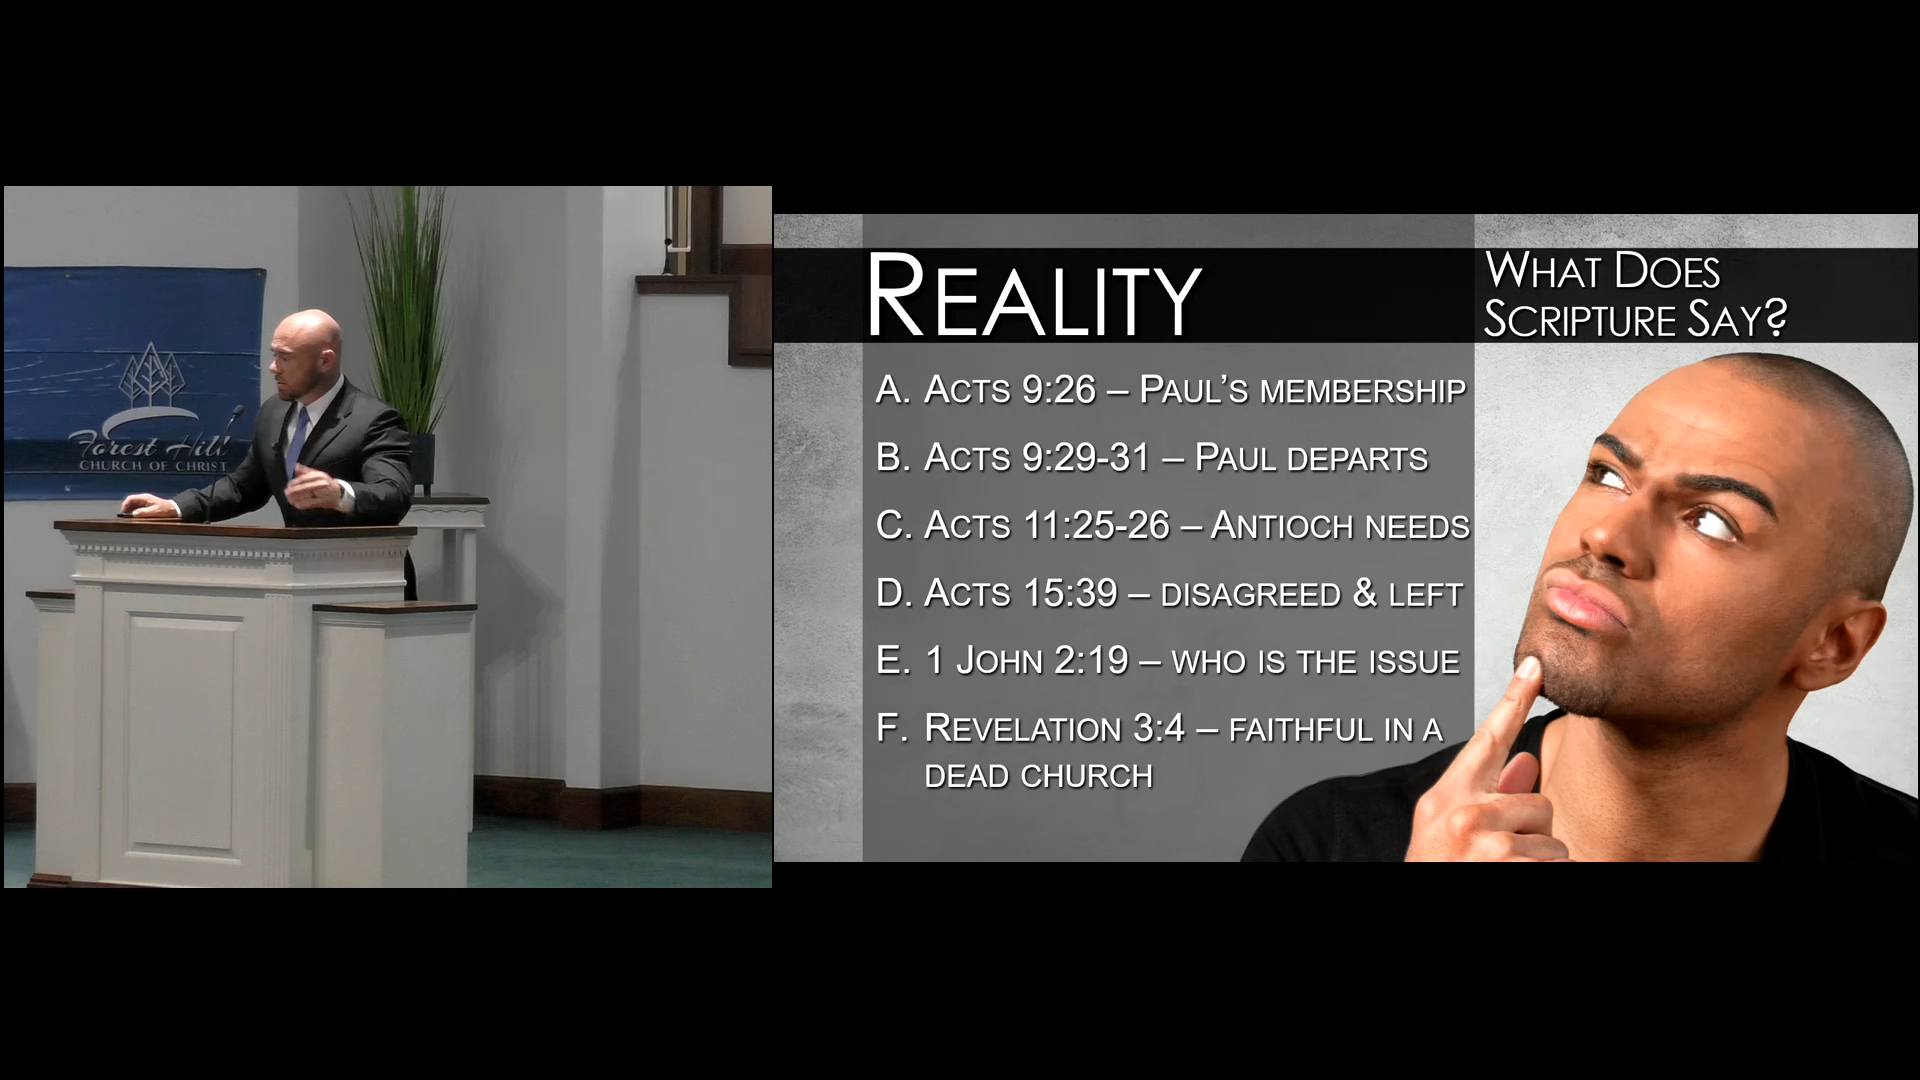 Forest Hill
CHURCH OF CHRIST
REALITY
WHAT DOES
SCRIPTURE SAY?
A. ACTS 9:26 – PAUL'S MEMBERSHIP
B. ACTS 9:29-31 – PAUL DEPARTS
C. ACTS 11:25-26 – ANTIOCH NEEDS
D. ACTS 15:39 – DISAGREED & LEFT
E. 1 JOHN 2:19 – WHO IS THE ISSUE
F. REVELATION 3:4 – FAITHFUL IN A
DEAD CHURCH